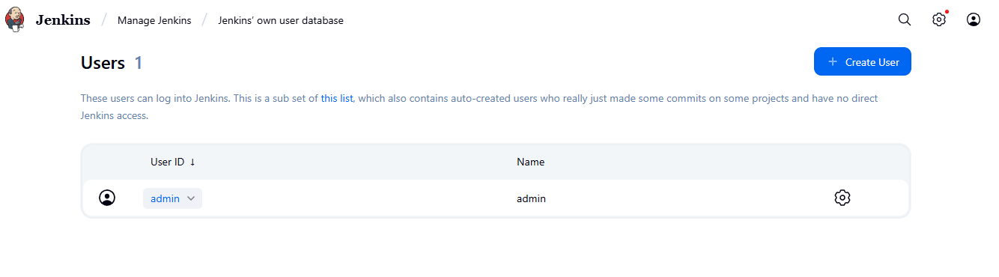 Jenkins / Manage Jenkins / Jenkins’ own user database
Users 1
+ Create User
These users can log into Jenkins. This is a sub set of this list, which also contains auto-created users who really just made some commits on some projects and have no direct
Jenkins access.
User ID ↓ Name
admin admin